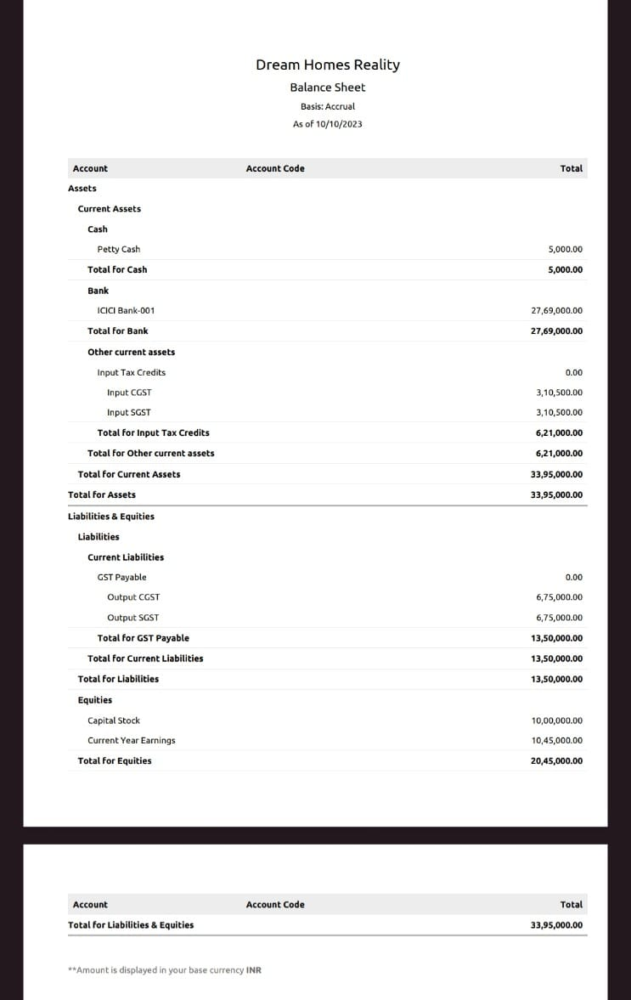 Dream Homes Reality
Balance Sheet
Basis: Accrual
As of 10/10/2023
Account Account Code Total
Assets
Current Assets
Cash
Petty Cash 5,000.00
Total for Cash 5,000.00
Bank
ICICI Bank-001 27,69,000.00
Total for Bank 27,69,000.00
Other current assets
Input Tax Credits 0.00
Input CGST 3,10,500.00
Input SGST 3,10,500.00
Total for Input Tax Credits 6,21,000.00
Total for Other current assets 6,21,000.00
Total for Current Assets 33,95,000.00
Total for Assets 33,95,000.00
Liabilities & Equities
Liabilities
Current Liabilities
GST Payable 0.00
Output CGST 6,75,000.00
Output SGST 6,75,000.00
Total for GST Payable 13,50,000.00
Total for Current Liabilities 13,50,000.00
Total for Liabilities 13,50,000.00
Equities
Capital Stock 10,00,000.00
Current Year Earnings 10,45,000.00
Total for Equities 20,45,000.00
Account Account Code Total
Total for Liabilities & Equities 33,95,000.00
**Amount is displayed in your base currency INR